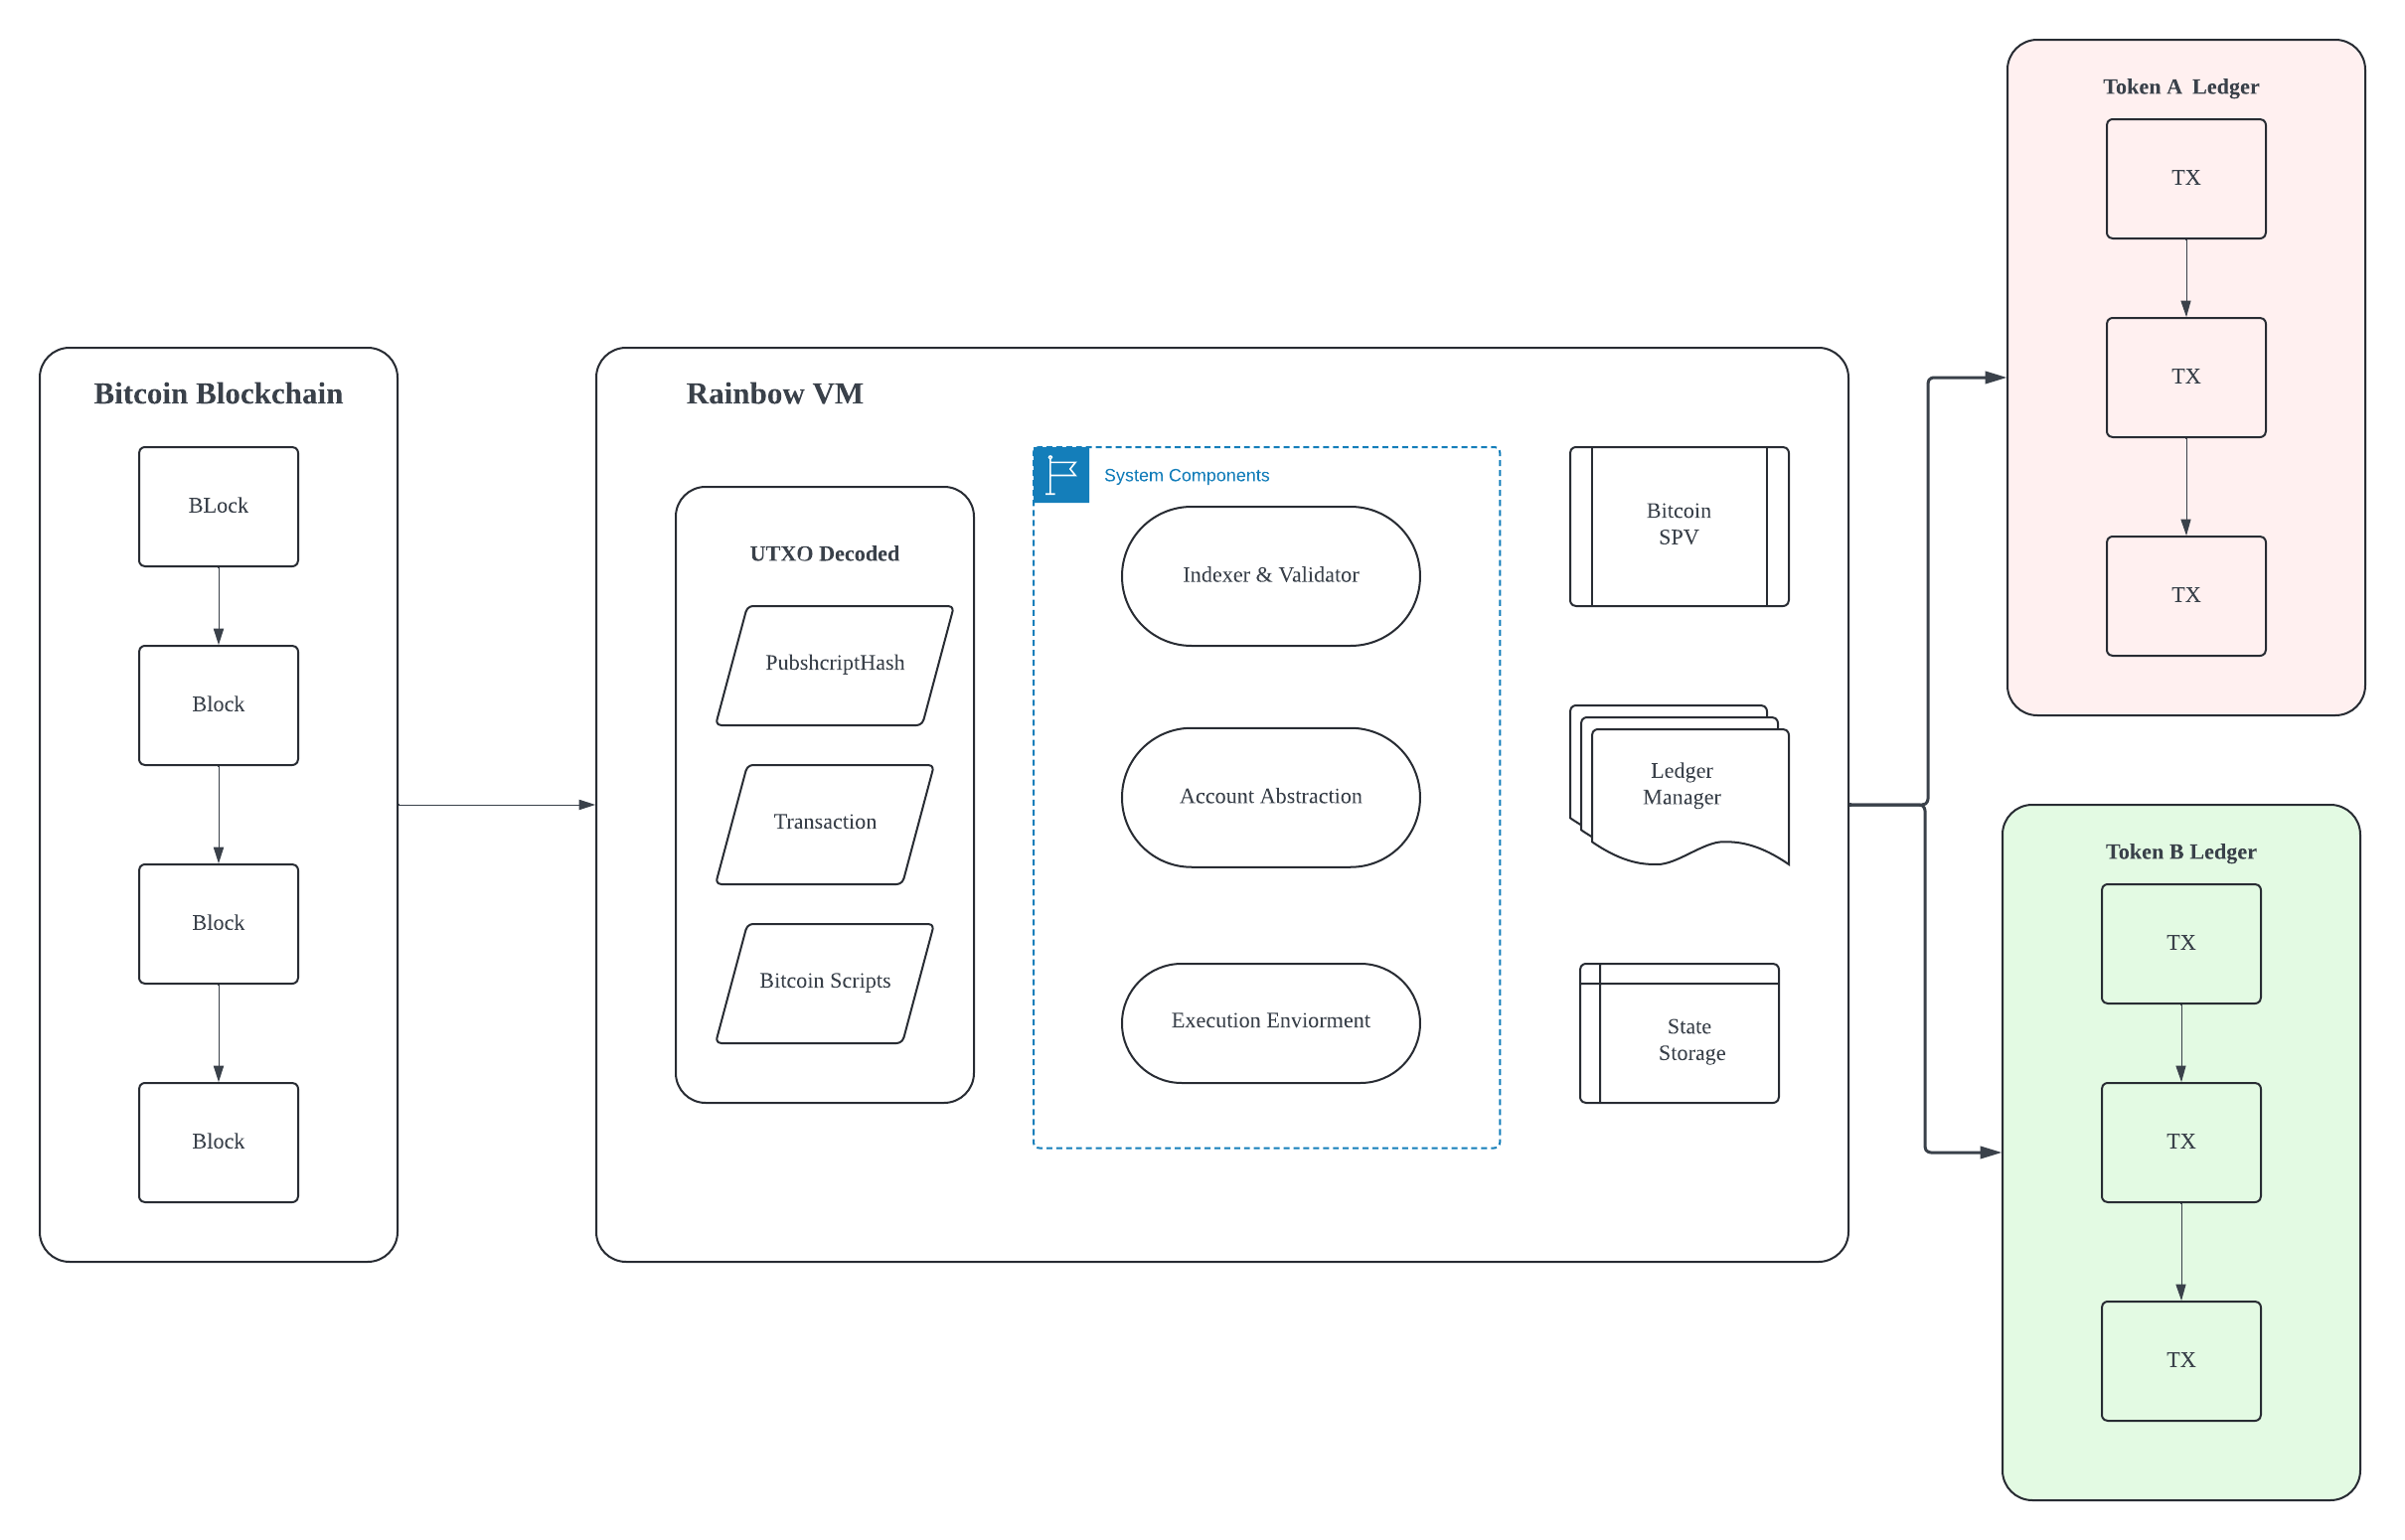 Bitcoin Blockchain
BLock
Block
Block
Block
Rainbow VM
UTXO Decoded
PubshcriptHash
Transaction
Bitcoin Scripts
System Components
Indexer & Validator
Account Abstraction
Execution Enviorment
Bitcoin
SPV
Ledger
Manager
State
Storage
Token A  Ledger
TX
TX
TX
Token B Ledger
TX
TX
TX